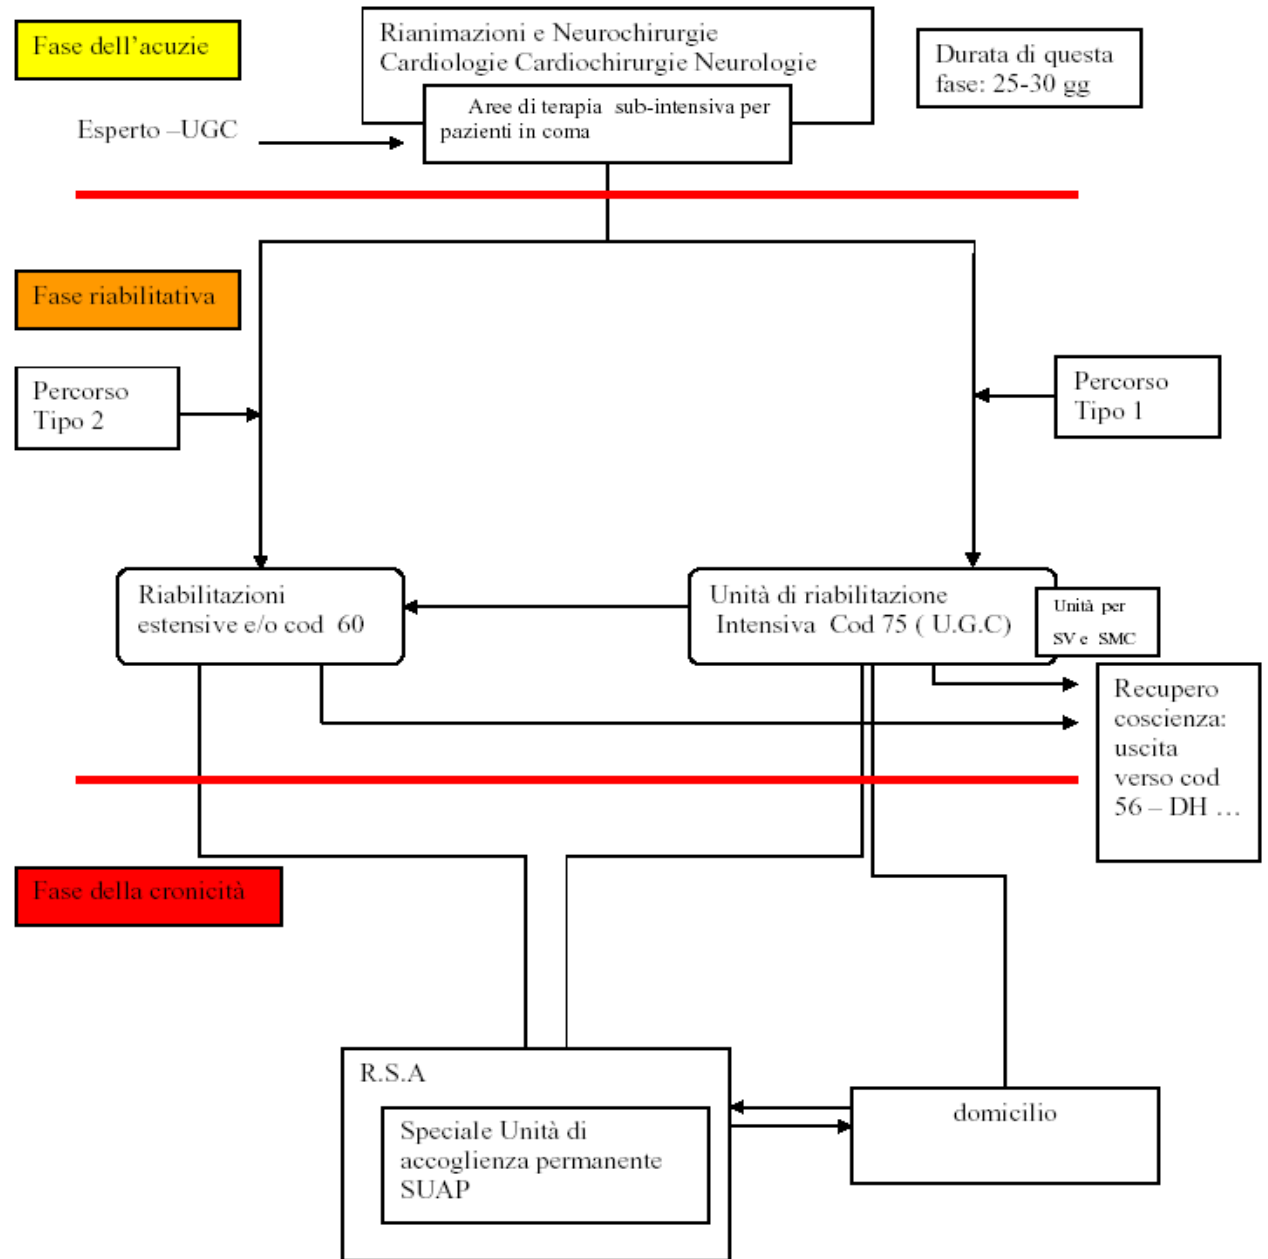 Fase dell'acuzie
Rianimazioni e Neurochirurgie
Cardiologie Cardiochirurgie Neurologie
Durata di questa
fase: 25-30 gg
Aree di terapia sub-intensiva per
pazienti in coma
Esperto –UGC
Fase riabilitativa
Percorso
Tipo 2
Percorso
Tipo 1
Riabilitazioni
estensive e/o cod 60
Unità di riabilitazione
Intensiva Cod 75 ( U.G.C)
Unità per
SV e SMC
Recupero
coscienza:
uscita
verso cod
56 – DH …
Fase della cronicità
R.S.A
Speciale Unità di
accoglienza permanente
SUAP
domicilio